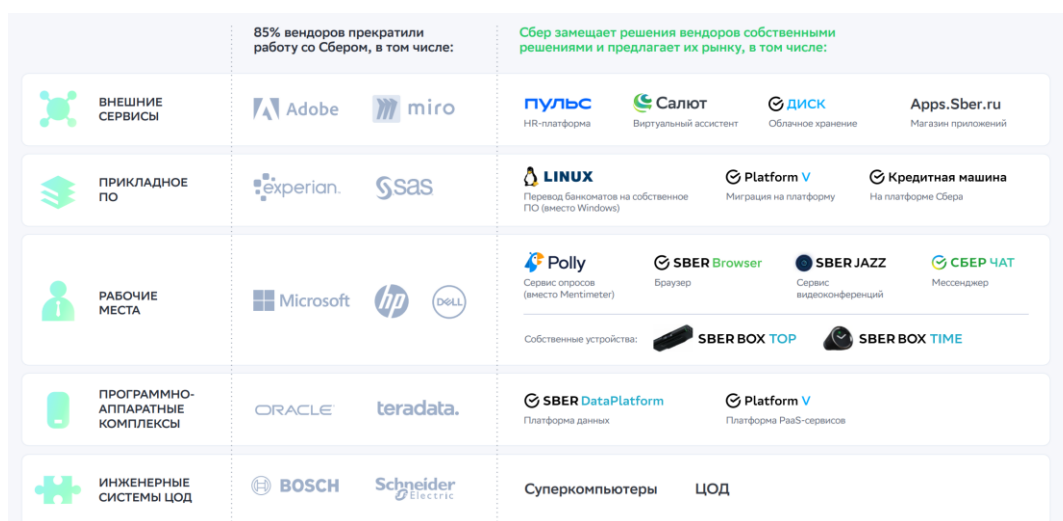 85% вендоров прекратили
работу со Сбером, в том числе:
Сбер замещает решения вендоров собственными
решениями и предлагает их рынку, в том числе:
ВНЕШНИЕ
СЕРВИСЫ
Adobe
miro
ПУЛЬС
HR-платформа
Салют
Виртуальный ассистент
ДИСК
Облачное хранение
Apps.Sber.ru
Магазин приложений
ПРИКЛАДНОЕ
ПО
experian.
sas
LINUX
Перевод банкоматов на собственное
ПО (вместо Windows)
Platform V
Миграция на платформу
Кредитная машина
На платформе Сбера
РАБОЧИЕ
МЕСТА
Microsoft
hp
DELL
Polly
Сервис опросов
(вместо Mentimeter)
SBER Browser
Браузер
SBER JAZZ
Сервис
видеоконференций
СБЕР ЧАТ
Мессенджер
Собственные устройства:
SBER BOX TOP
SBER BOX TIME
ПРОГРАММНО-
АППАРАТНЫЕ
КОМПЛЕКСЫ
ORACLE
teradata.
SBER DataPlatform
Платформа данных
Platform V
Платформа PaaS-сервисов
ИНЖЕНЕРНЫЕ
СИСТЕМЫ ЦОД
BOSCH
Schneider
Electric
Суперкомпьютеры
ЦОД